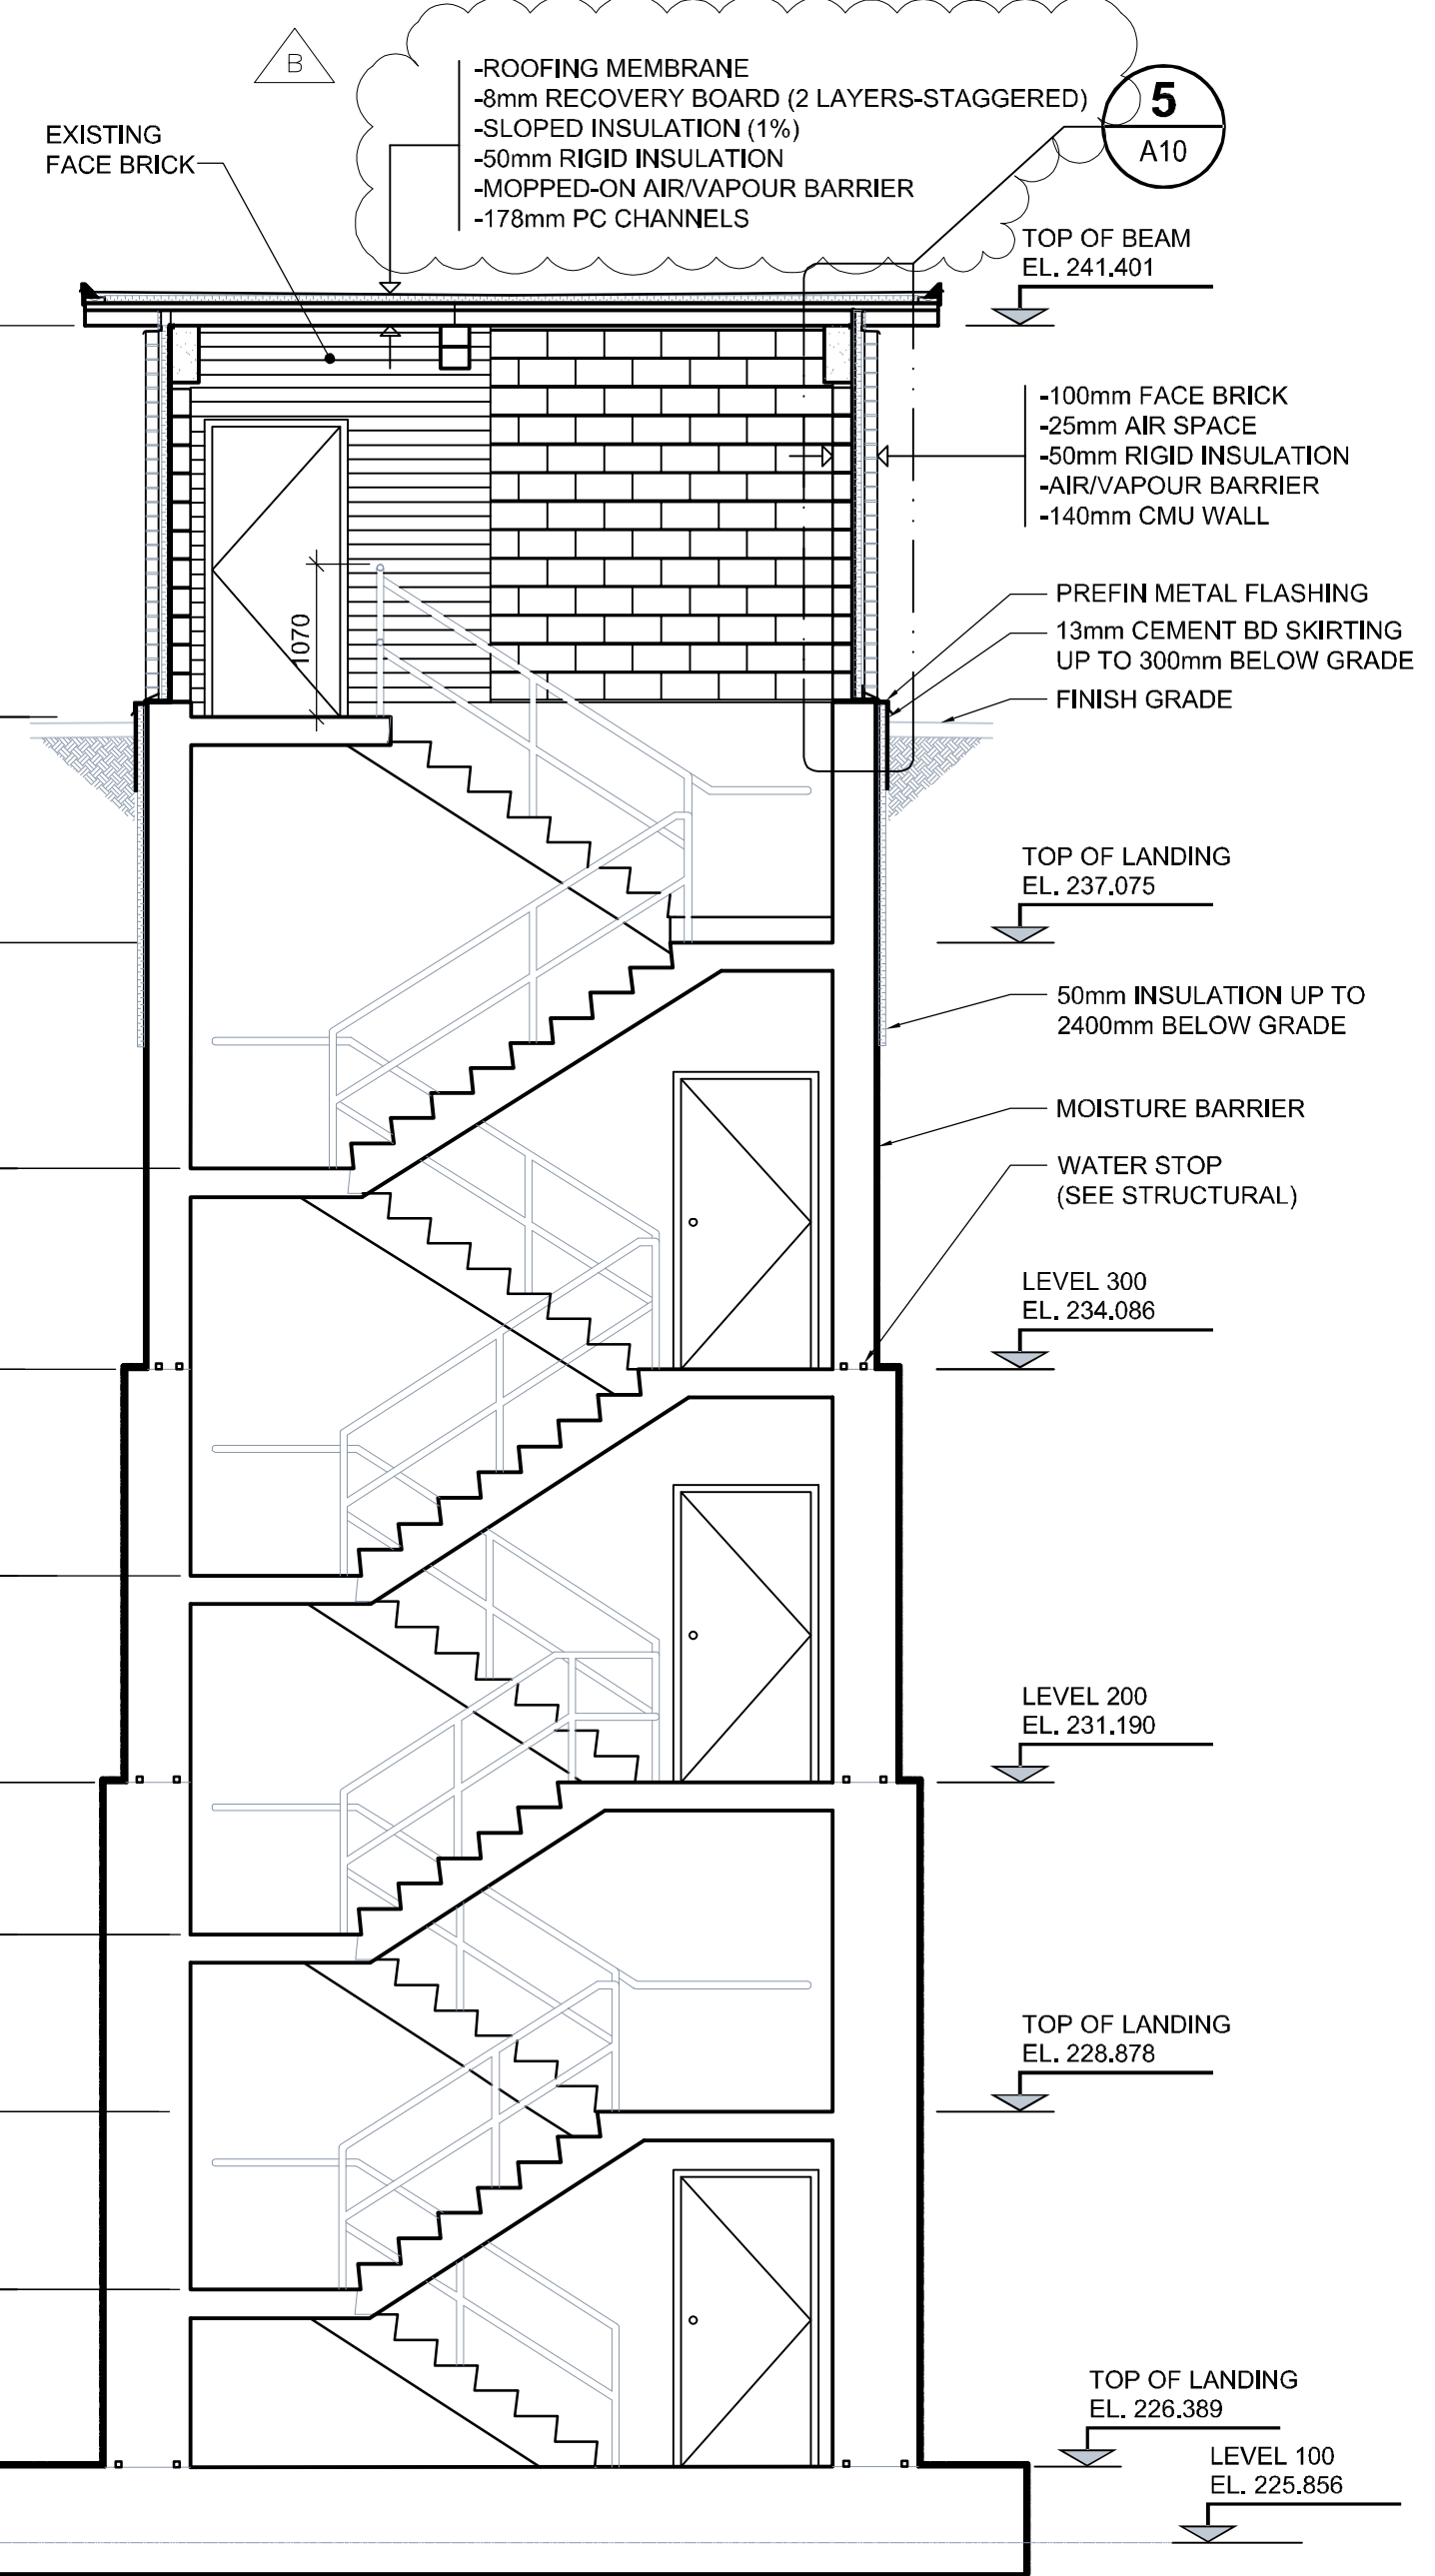 B
-ROOFING MEMBRANE
-8mm RECOVERY BOARD (2 LAYERS-STAGGERED)
-SLOPED INSULATION (1%)
-50mm RIGID INSULATION
-MOPPED-ON AIR/VAPOUR BARRIER
-178mm PC CHANNELS
5
A10
EXISTING
FACE BRICK
TOP OF BEAM
EL. 241.401
-100mm FACE BRICK
-25mm AIR SPACE
-50mm RIGID INSULATION
-AIR/VAPOUR BARRIER
-140mm CMU WALL
PREFIN METAL FLASHING
13mm CEMENT BD SKIRTING
UP TO 300mm BELOW GRADE
FINISH GRADE
1070
TOP OF LANDING
EL. 237.075
50mm INSULATION UP TO
2400mm BELOW GRADE
MOISTURE BARRIER
WATER STOP
(SEE STRUCTURAL)
LEVEL 300
EL. 234.086
LEVEL 200
EL. 231.190
TOP OF LANDING
EL. 228.878
TOP OF LANDING
EL. 226.389
LEVEL 100
EL. 225.856